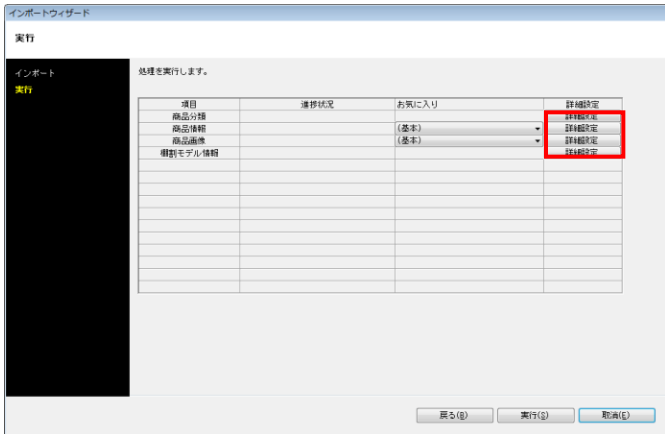 インポートウィザード
実行
インポート
実行
処理を実行します。
項目 進捗状況 お気に入り 詳細設定
商品分類 詳細設定
商品情報 (基本) 詳細設定
商品画像 (基本) 詳細設定
棚割モデル情報 詳細設定
戻る(B) 実行(S) 取消(E)